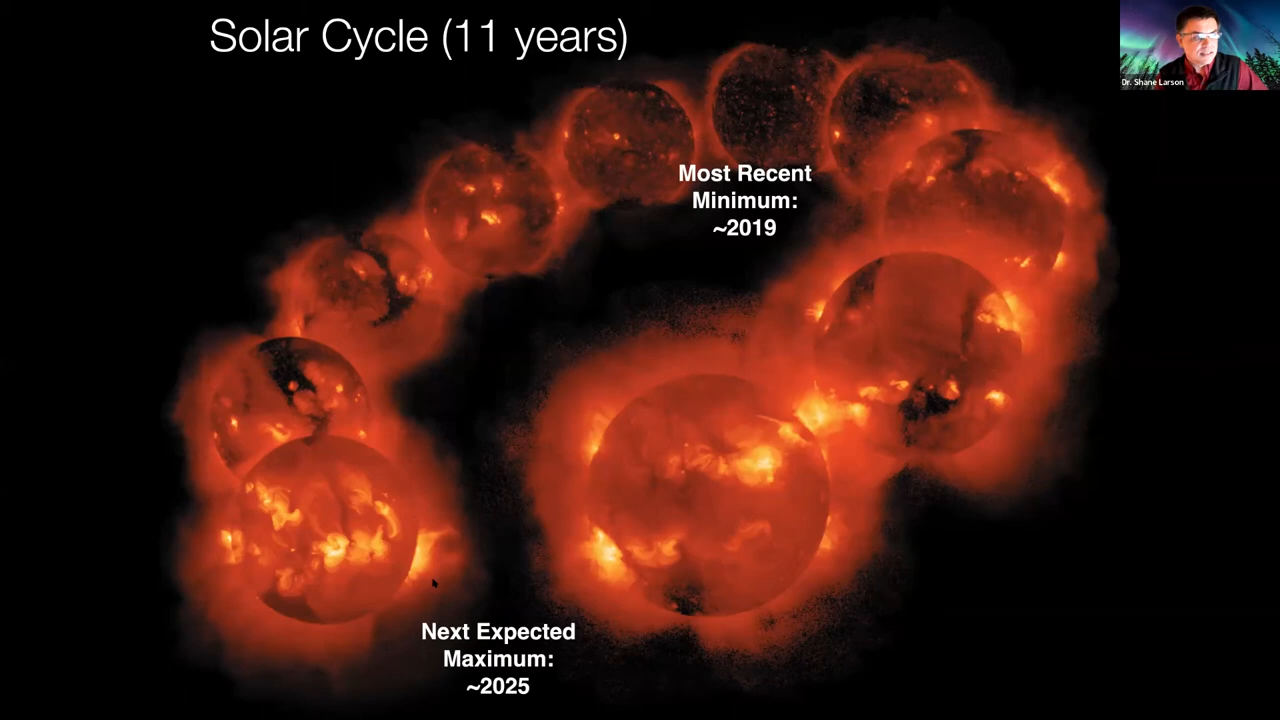 Solar Cycle (11 years)
Dr. Shane Larson
Most Recent
Minimum:
~2019
Next Expected
Maximum:
~2025